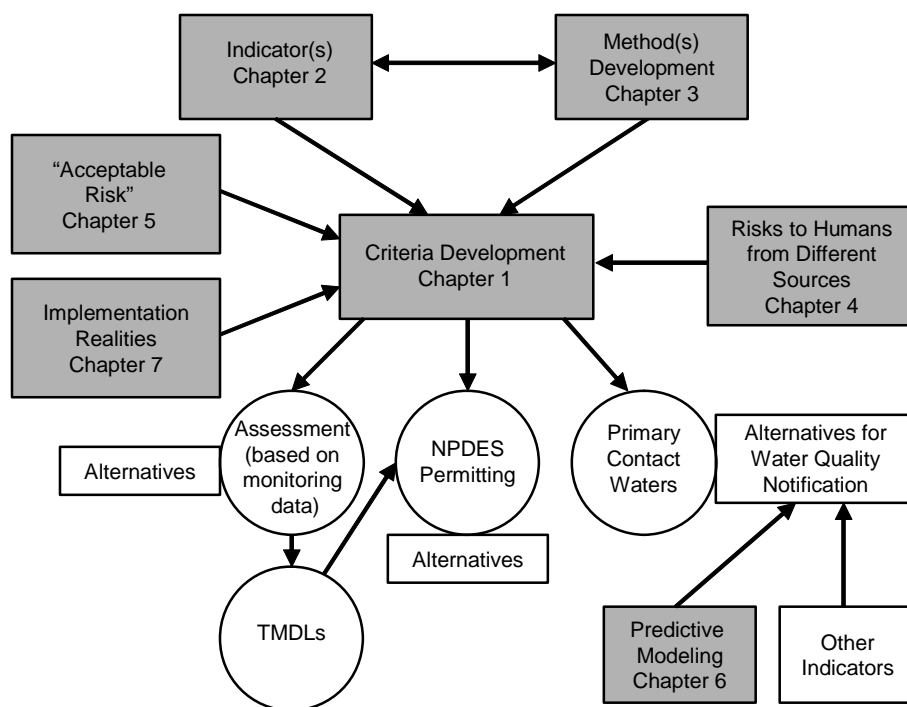 Indicator(s)
Chapter 2
Method(s)
Development
Chapter 3
“Acceptable
Risk”
Chapter 5
Criteria Development
Chapter 1
Risks to Humans
from Different
Sources
Chapter 4
Implementation
Realities
Chapter 7
Alternatives
Assessment
(based on
monitoring
data)
NPDES
Permitting
Alternatives
Primary
Contact
Waters
Alternatives for
Water Quality
Notification
TMDLs
Predictive
Modeling
Chapter 6
Other
Indicators